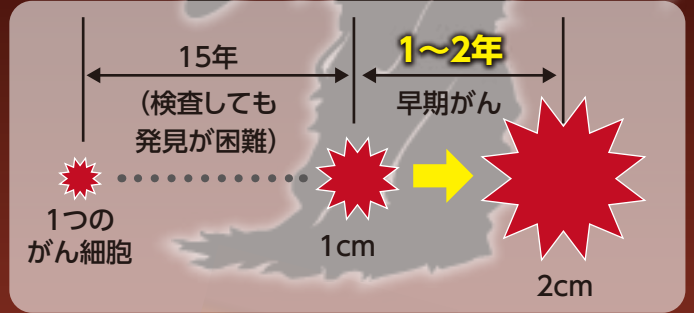 15年
(検査しても
発見が困難)
1〜2年
早期がん
1つの
がん細胞
1cm
2cm